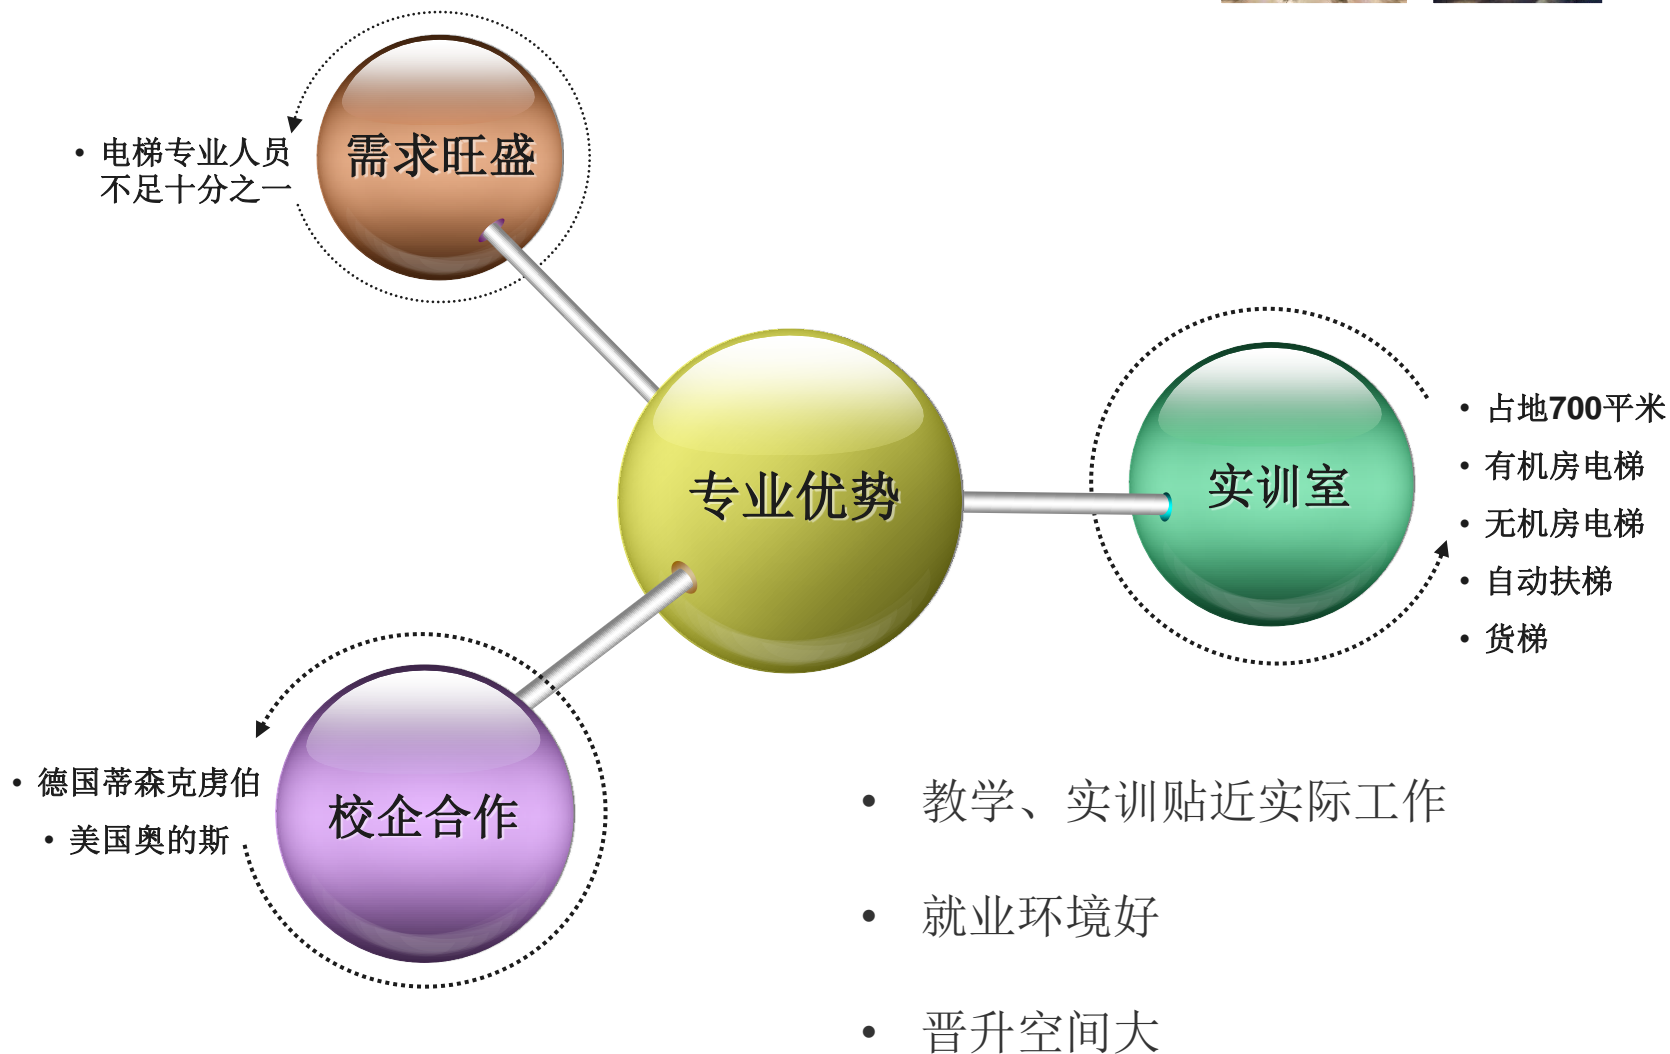 需求旺盛
• 电梯专业人员
不足十分之一
专业优势
实训室
• 占地700平米
• 有机房电梯
• 无机房电梯
• 自动扶梯
• 货梯
校企合作
• 德国蒂森克虏伯
• 美国奥的斯
• 教学、实训贴近实际工作
• 就业环境好
• 晋升空间大